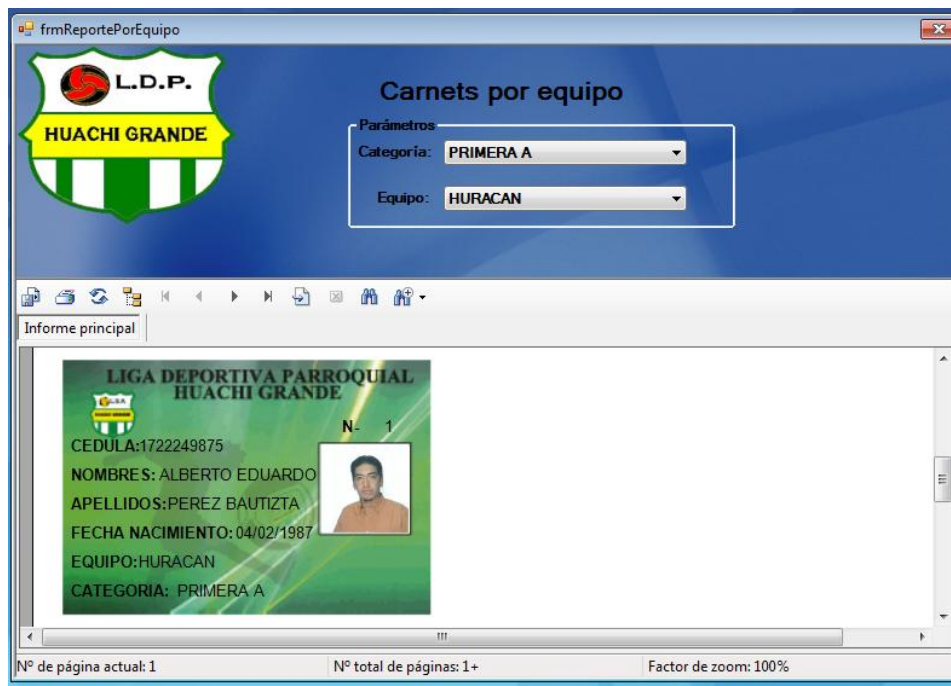 frmReportePorEquipo
L.D.P.
HUACHI GRANDE
Carnets por equipo
Parámetros
Categoría: PRIMERA A
Equipo: HURACAN
Informe principal
LIGA DEPORTIVA PARROQUIAL
HUACHI GRANDE
N- 1
CEDULA:1722249875
NOMBRES: ALBERTO EDUARDO
APELLIDOS:PEREZ BAUTIZTA
FECHA NACIMIENTO: 04/02/1987
EQUIPO:HURACAN
CATEGORIA: PRIMERA A
Nº de página actual: 1 Nº total de páginas: 1+ Factor de zoom: 100%